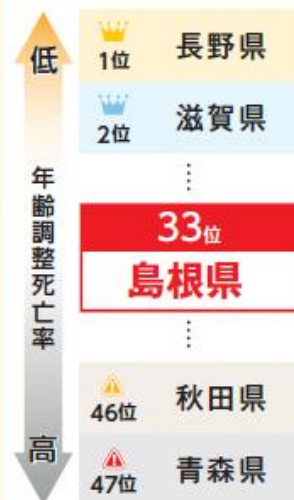 低
年齢調整死亡率
高
1位 長野県
2位 滋賀県
⋮
33位
島根県
⋮
46位 秋田県
47位 青森県